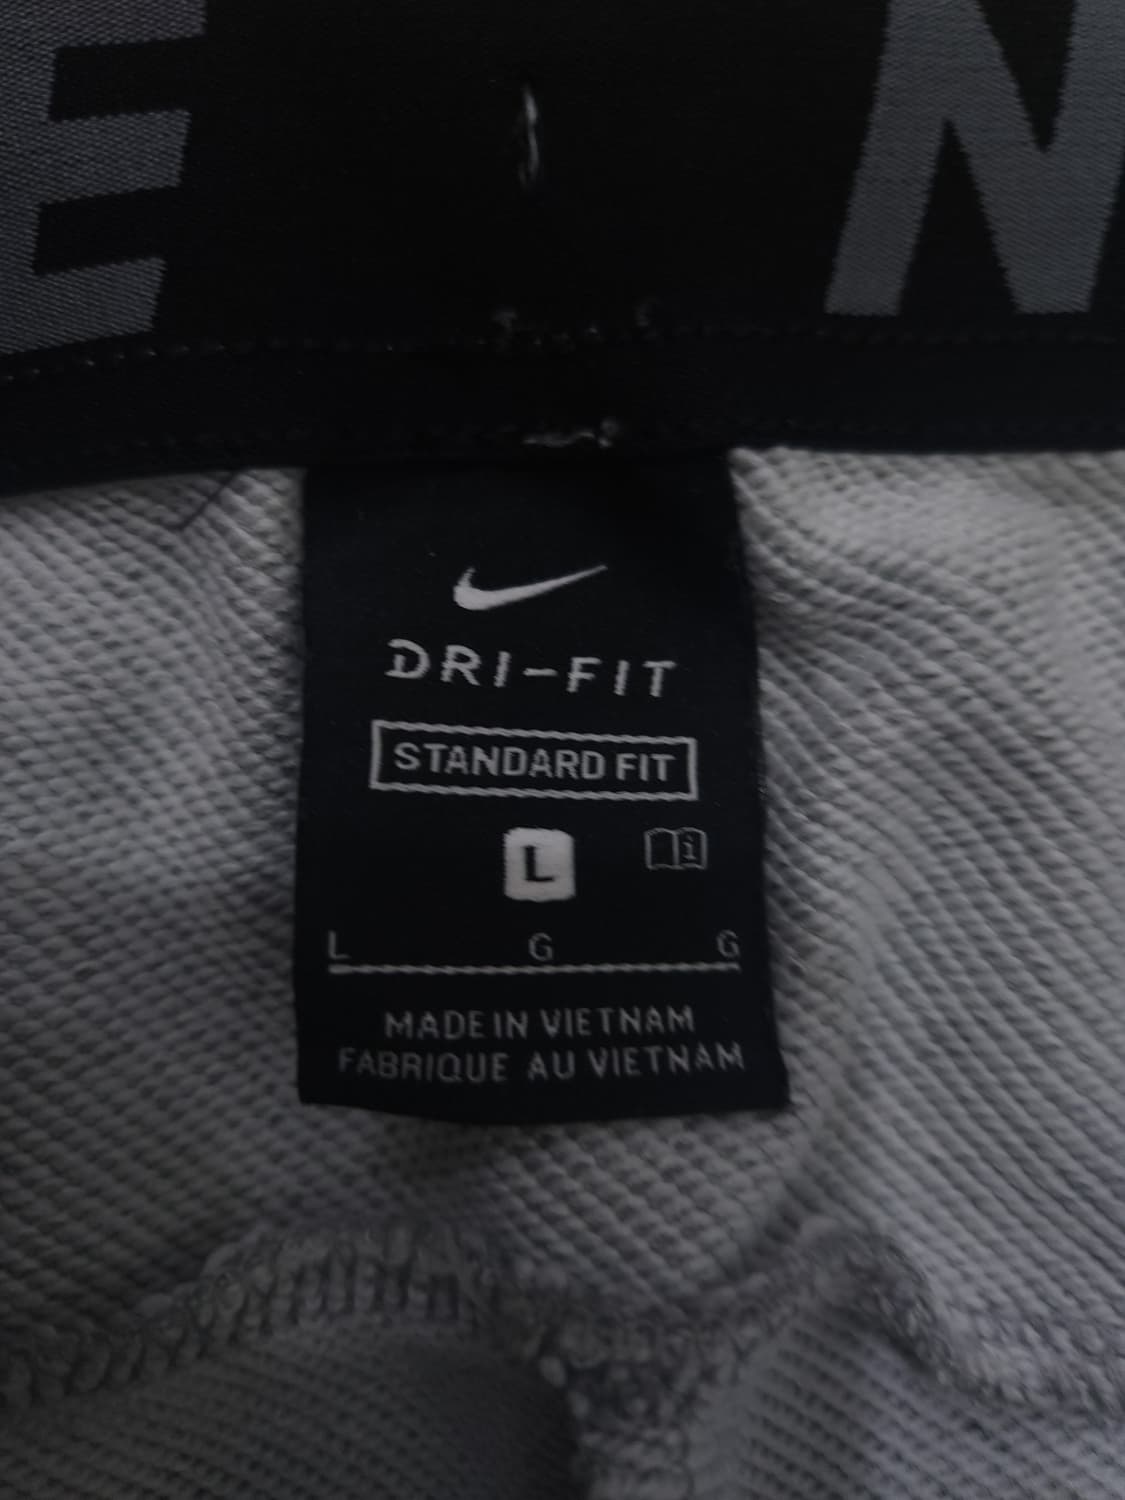 E N
DRI-FIT
STANDARD FIT
L i
L G G
MADE IN VIETNAM
FABRIQUE AU VIETNAM